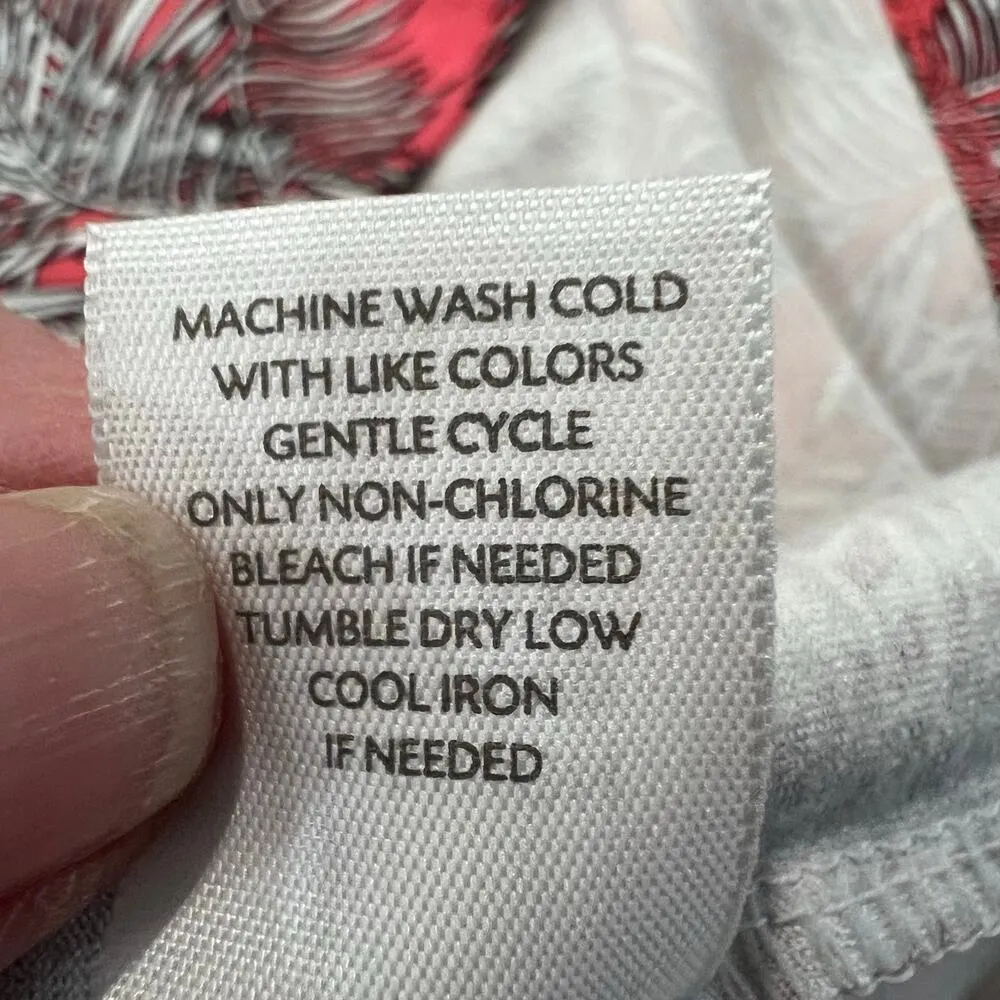 MACHINE WASH COLD
WITH LIKE COLORS
GENTLE CYCLE
ONLY NON-CHLORINE
BLEACH IF NEEDED
TUMBLE DRY LOW
COOL IRON
IF NEEDED